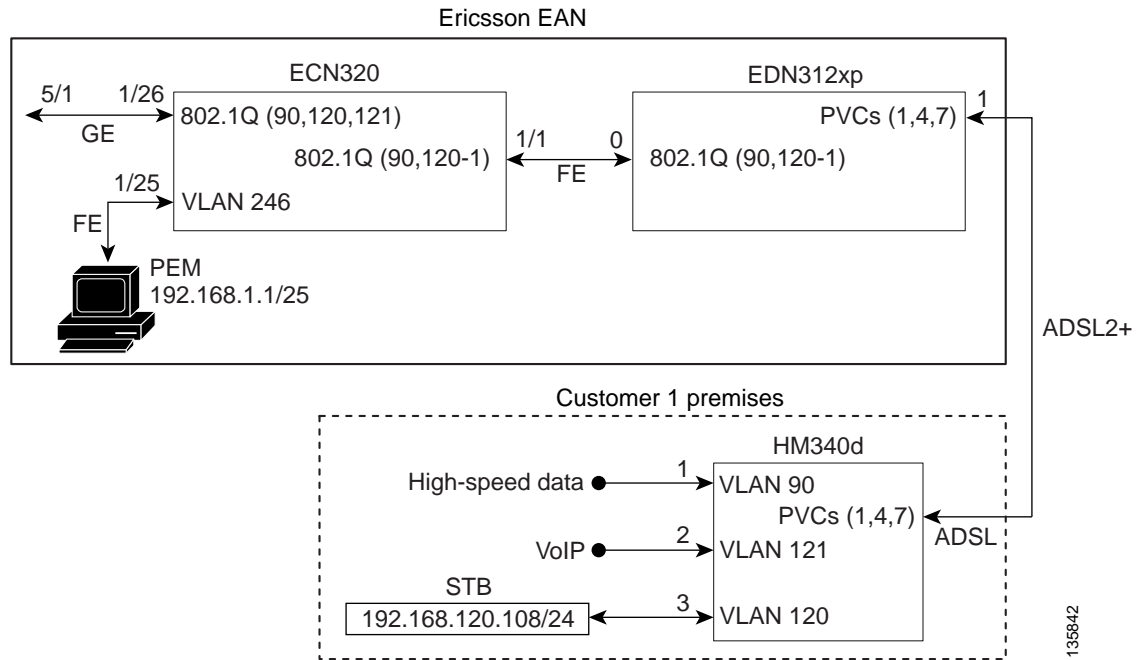 Ericsson EAN
ECN320
EDN312xp
5/1
1/26
GE
802.1Q (90,120,121)
802.1Q (90,120-1)
1/1
0
FE
PVCs (1,4,7)
1
802.1Q (90,120-1)
1/25
FE
VLAN 246
PEM
192.168.1.1/25
ADSL2+
Customer 1 premises
HM340d
High-speed data
1
VLAN 90
PVCs (1,4,7)
ADSL
VoIP
2
VLAN 121
STB
192.168.120.108/24
3
VLAN 120
135842